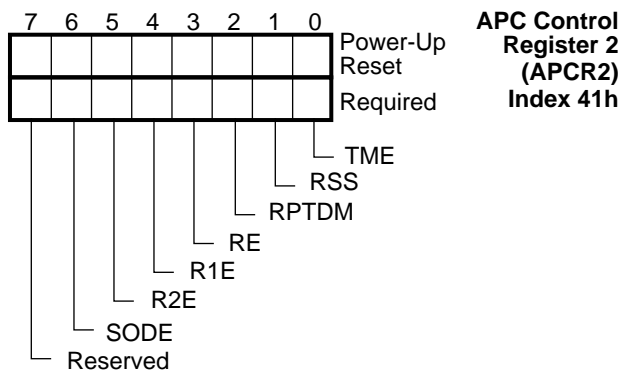 7 6 5 4 3 2 1 0
Power-Up
Reset
Required
APC Control
Register 2
(APCR2)
Index 41h
TME
RSS
RPTDM
RE
R1E
R2E
SODE
Reserved